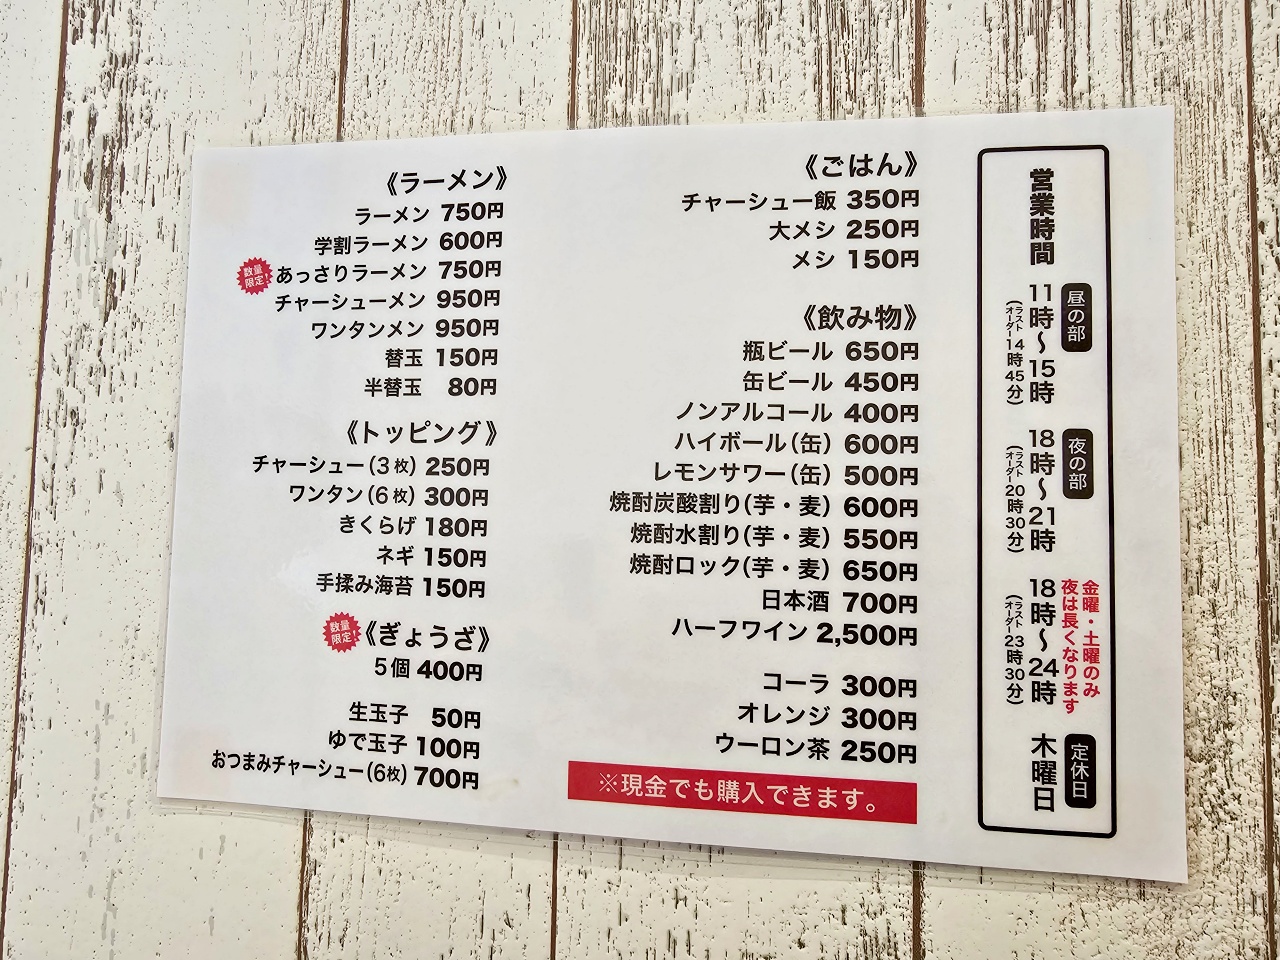 《ラーメン》
ラーメン 750円
学割ラーメン 600円
数量限定! あっさりラーメン 750円
チャーシューメン 950円
ワンタンメン 950円
替玉 150円
半替玉 80円
《トッピング》
チャーシュー(3枚) 250円
ワンタン(6枚) 300円
きくらげ 180円
ネギ 150円
手揉み海苔 150円
数量限定! 《ぎょうざ》
5個 400円
生玉子 50円
ゆで玉子 100円
おつまみチャーシュー(6枚) 700円
《ごはん》
チャーシュー飯 350円
大メシ 250円
メシ 150円
《飲み物》
瓶ビール 650円
缶ビール 450円
ノンアルコール 400円
ハイボール(缶) 600円
レモンサワー(缶) 500円
焼酎炭酸割り(芋・麦) 600円
焼酎水割り(芋・麦) 550円
焼酎ロック(芋・麦) 650円
日本酒 700円
ハーフワイン 2,500円
コーラ 300円
オレンジ 300円
ウーロン茶 250円
※現金でも購入できます。
営業時間
昼の部
11時〜15時
(ラストオーダー14時45分)
夜の部
18時〜21時
(ラストオーダー20時30分)
金曜・土曜のみ
夜は長くなります
18時〜24時
(ラストオーダー23時30分)
定休日
木曜日